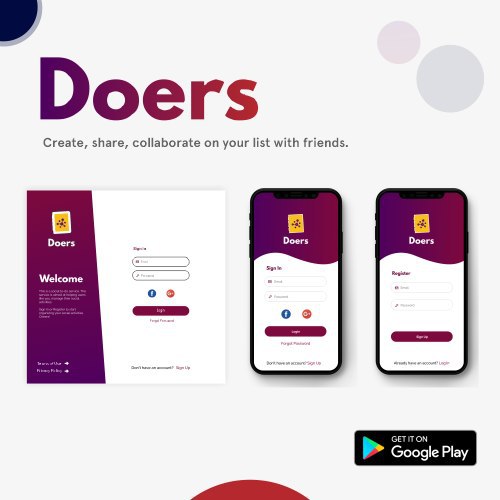 Doers
Create, share, collaborate on your list with friends.
Doers
Welcome
Terms of Use
Privacy Policy
Sign In
Email
Password
Login
Forgot Password
Don't have an account? Sign Up
Doers
Sign In
Email
Password
Login
Forgot Password
Don't have an account? Sign Up
Doers
Register
Email
Password
Sign Up
Already have an account? Login
GET IT ON
Google Play